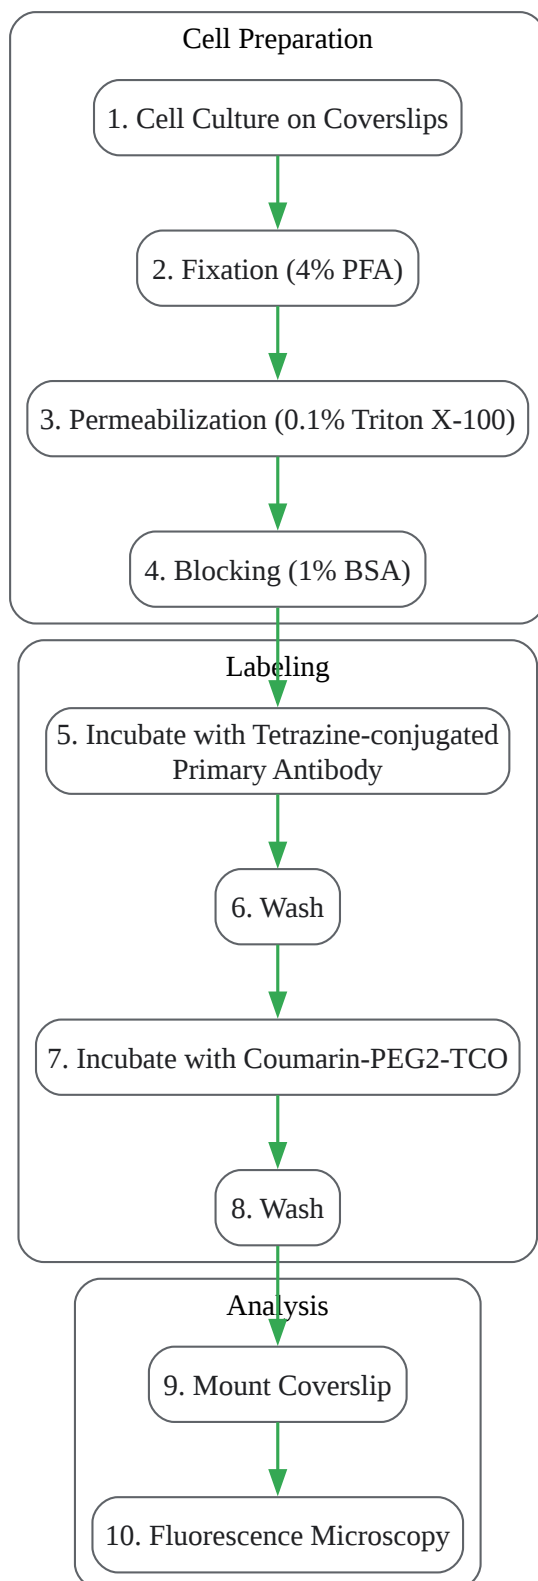 Cell Preparation
1. Cell Culture on Coverslips
2. Fixation (4% PFA)
3. Permeabilization (0.1% Triton X-100)
4. Blocking (1% BSA)
Labeling
5. Incubate with Tetrazine-conjugated
Primary Antibody
6. Wash
7. Incubate with Coumarin-PEG2-TCO
8. Wash
Analysis
9. Mount Coverslip
10. Fluorescence Microscopy